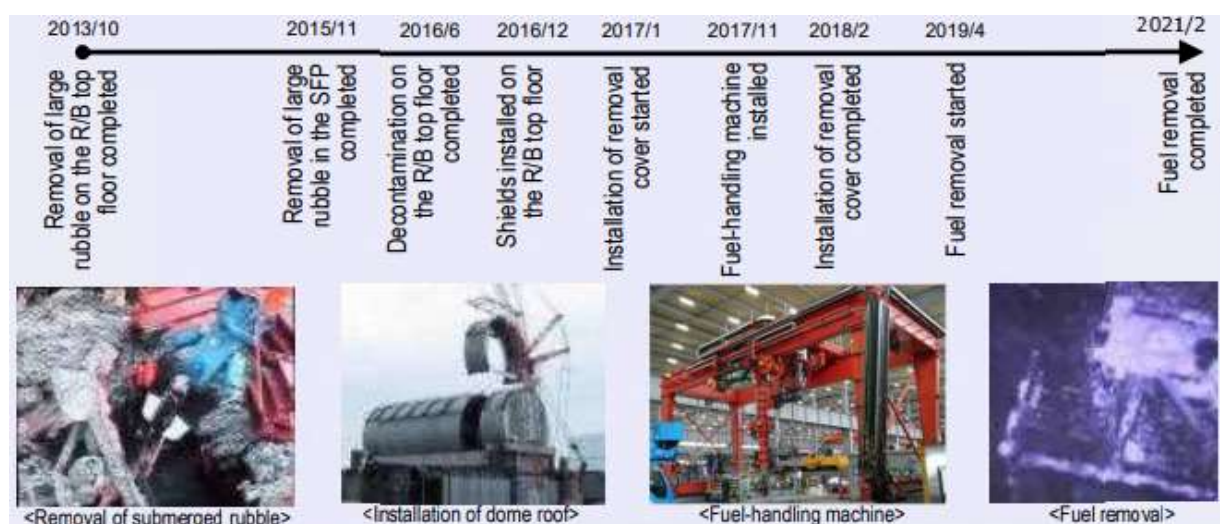 2013/10
2015/11
2016/6
2016/12
2017/1
2017/11
2018/2
2019/4
2021/2
Removal of large
rubble on the R/B top
floor completed
Removal of large
rubble in the SFP
completed
Decontamination on
the R/B top floor
completed
Shields installed on
the R/B top floor
Installation of removal
cover started
Fuel-handling machine
installed
Installation of removal
cover completed
Fuel removal started
Fuel removal
completed
<Removal of submerged rubble>
<Installation of dome roof>
<Fuel-handling machine>
<Fuel removal>